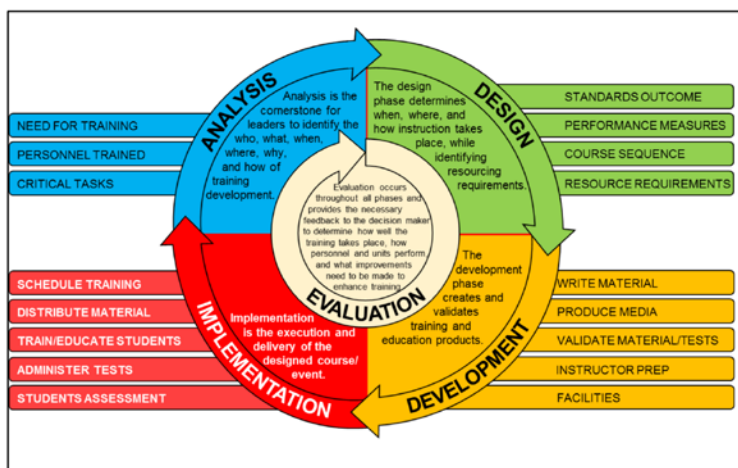 ANALYSIS
Analysis is the
cornerstone for
leaders to identify the
who, what, when,
where, why,
and how of
training
development.
NEED FOR TRAINING
PERSONNEL TRAINED
CRITICAL TASKS
DESIGN
The design
phase determines
when, where, and
how instruction takes
place, while
identifying
resourcing
requirements.
STANDARDS OUTCOME
PERFORMANCE MEASURES
COURSE SEQUENCE
RESOURCE REQUIREMENTS
Evaluation occurs
throughout all phases and
provides the necessary
feedback to the decision maker
to determine how well the
training takes place, how
personnel and units perform,
and what improvements
need to be made to
enhance training.
EVALUATION
The
development
phase
creates and
validates
training and
education products.
DEVELOPMENT
WRITE MATERIAL
PRODUCE MEDIA
VALIDATE MATERIAL/TESTS
INSTRUCTOR PREP
FACILITIES
SCHEDULE TRAINING
DISTRIBUTE MATERIAL
TRAIN/EDUCATE STUDENTS
ADMINISTER TESTS
STUDENTS ASSESSMENT
IMPLEMENTATION
Implementation
is the execution and
delivery of the
designed course/
event.